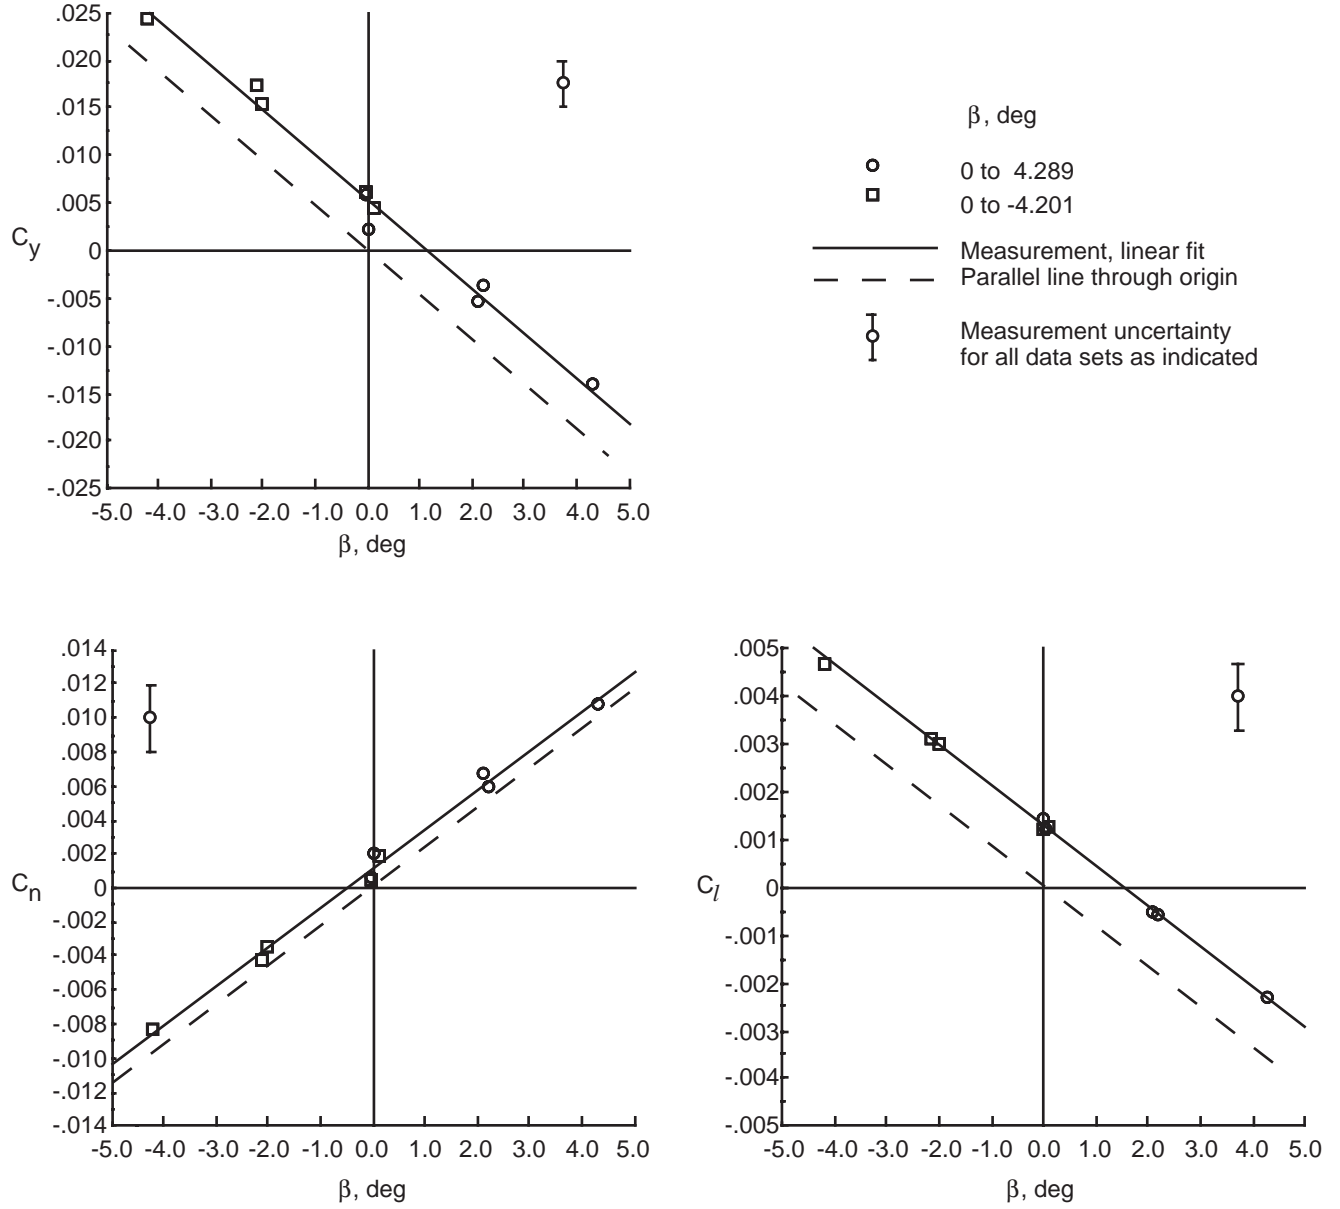 .025
.020
.015
.010
.005
0
-.005
-.010
-.015
-.020
-.025
Cy
-5.0 -4.0 -3.0 -2.0 -1.0 0.0 1.0 2.0 3.0 4.0 5.0
β, deg
β, deg
0 to 4.289
0 to -4.201
Measurement, linear fit
Parallel line through origin
Measurement uncertainty
for all data sets as indicated
.014
.012
.010
.008
.006
.004
.002
0
-.002
-.004
-.006
-.008
-.010
-.012
-.014
Cn
-5.0 -4.0 -3.0 -2.0 -1.0 0.0 1.0 2.0 3.0 4.0 5.0
β, deg
.005
.004
.003
.002
.001
0
-.001
-.002
-.003
-.004
-.005
Cl
-5.0 -4.0 -3.0 -2.0 -1.0 0.0 1.0 2.0 3.0 4.0 5.0
β, deg